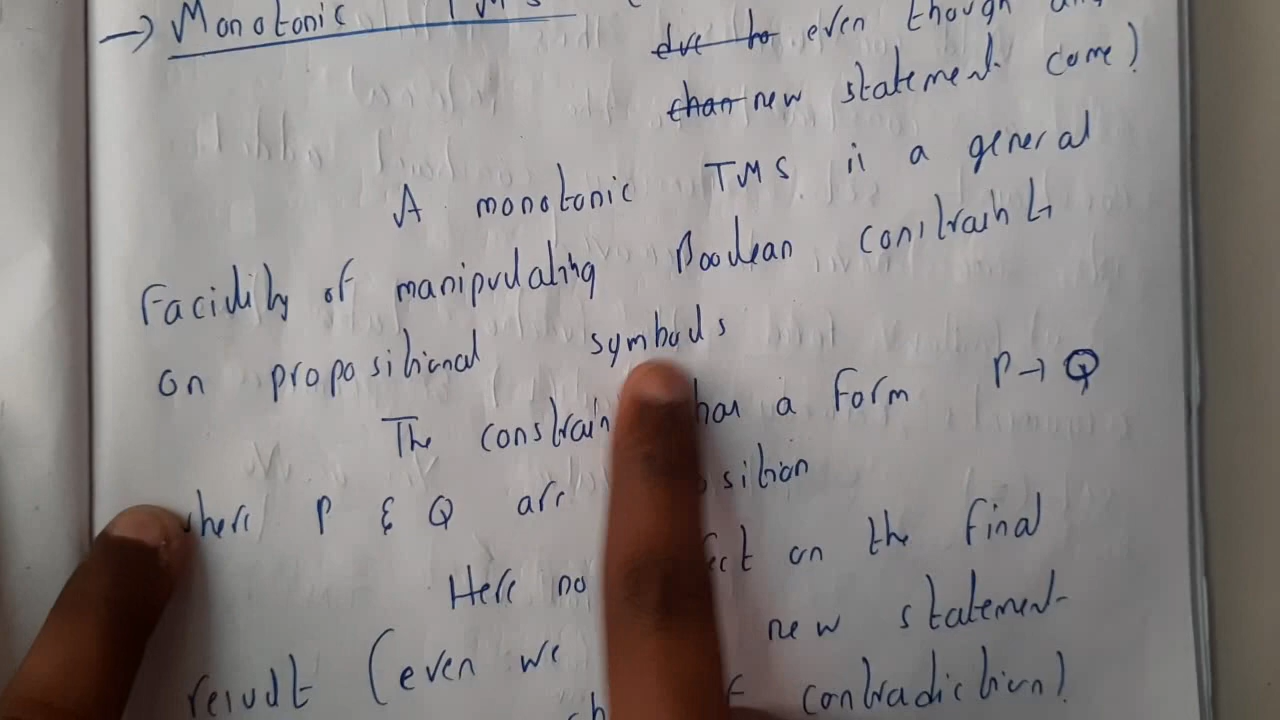 → Monotonic TMS (
due to even though any
than new statement come)
A monotonic TMS is a general
Facility of manipulating Boolean constraints
on propositional symbols
The constrain has a form P → Q
where P & Q are
Here no on the final
result (even we new statement
contradiction)